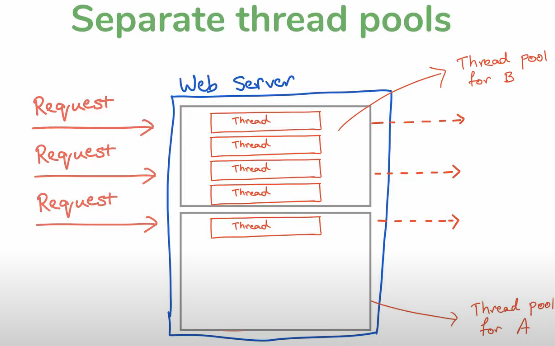 Separate thread pools
Thread pool
for B
Web Server
Request
Request
Request
Thread
Thread
Thread
Thread
Thread
Thread pool
for A